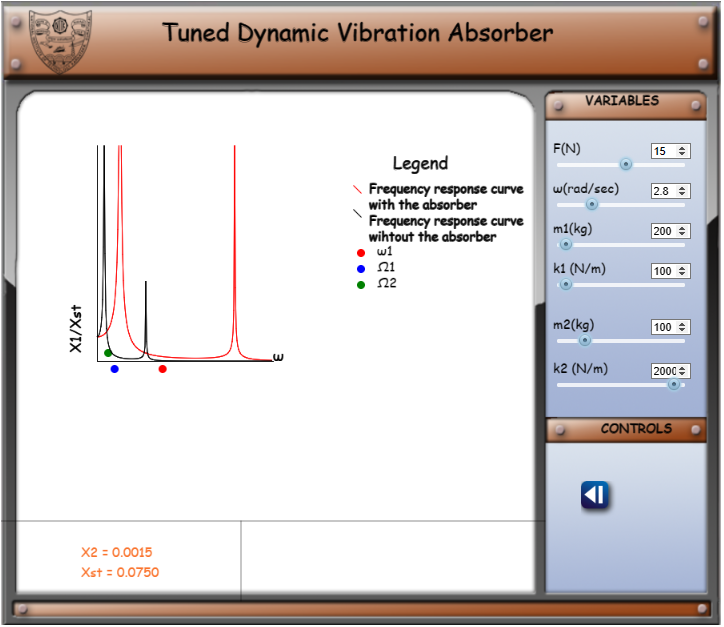 Tuned Dynamic Vibration Absorber
VARIABLES
F(N) 15
ω(rad/sec) 2.8
m1(kg) 200
k1 (N/m) 100
m2(kg) 100
k2 (N/m) 2000
CONTROLS
Legend
Frequency response curve
with the absorber
Frequency response curve
wihtout the absorber
ω1
Ω1
Ω2
X1/Xst
ω
X2 = 0.0015
Xst = 0.0750